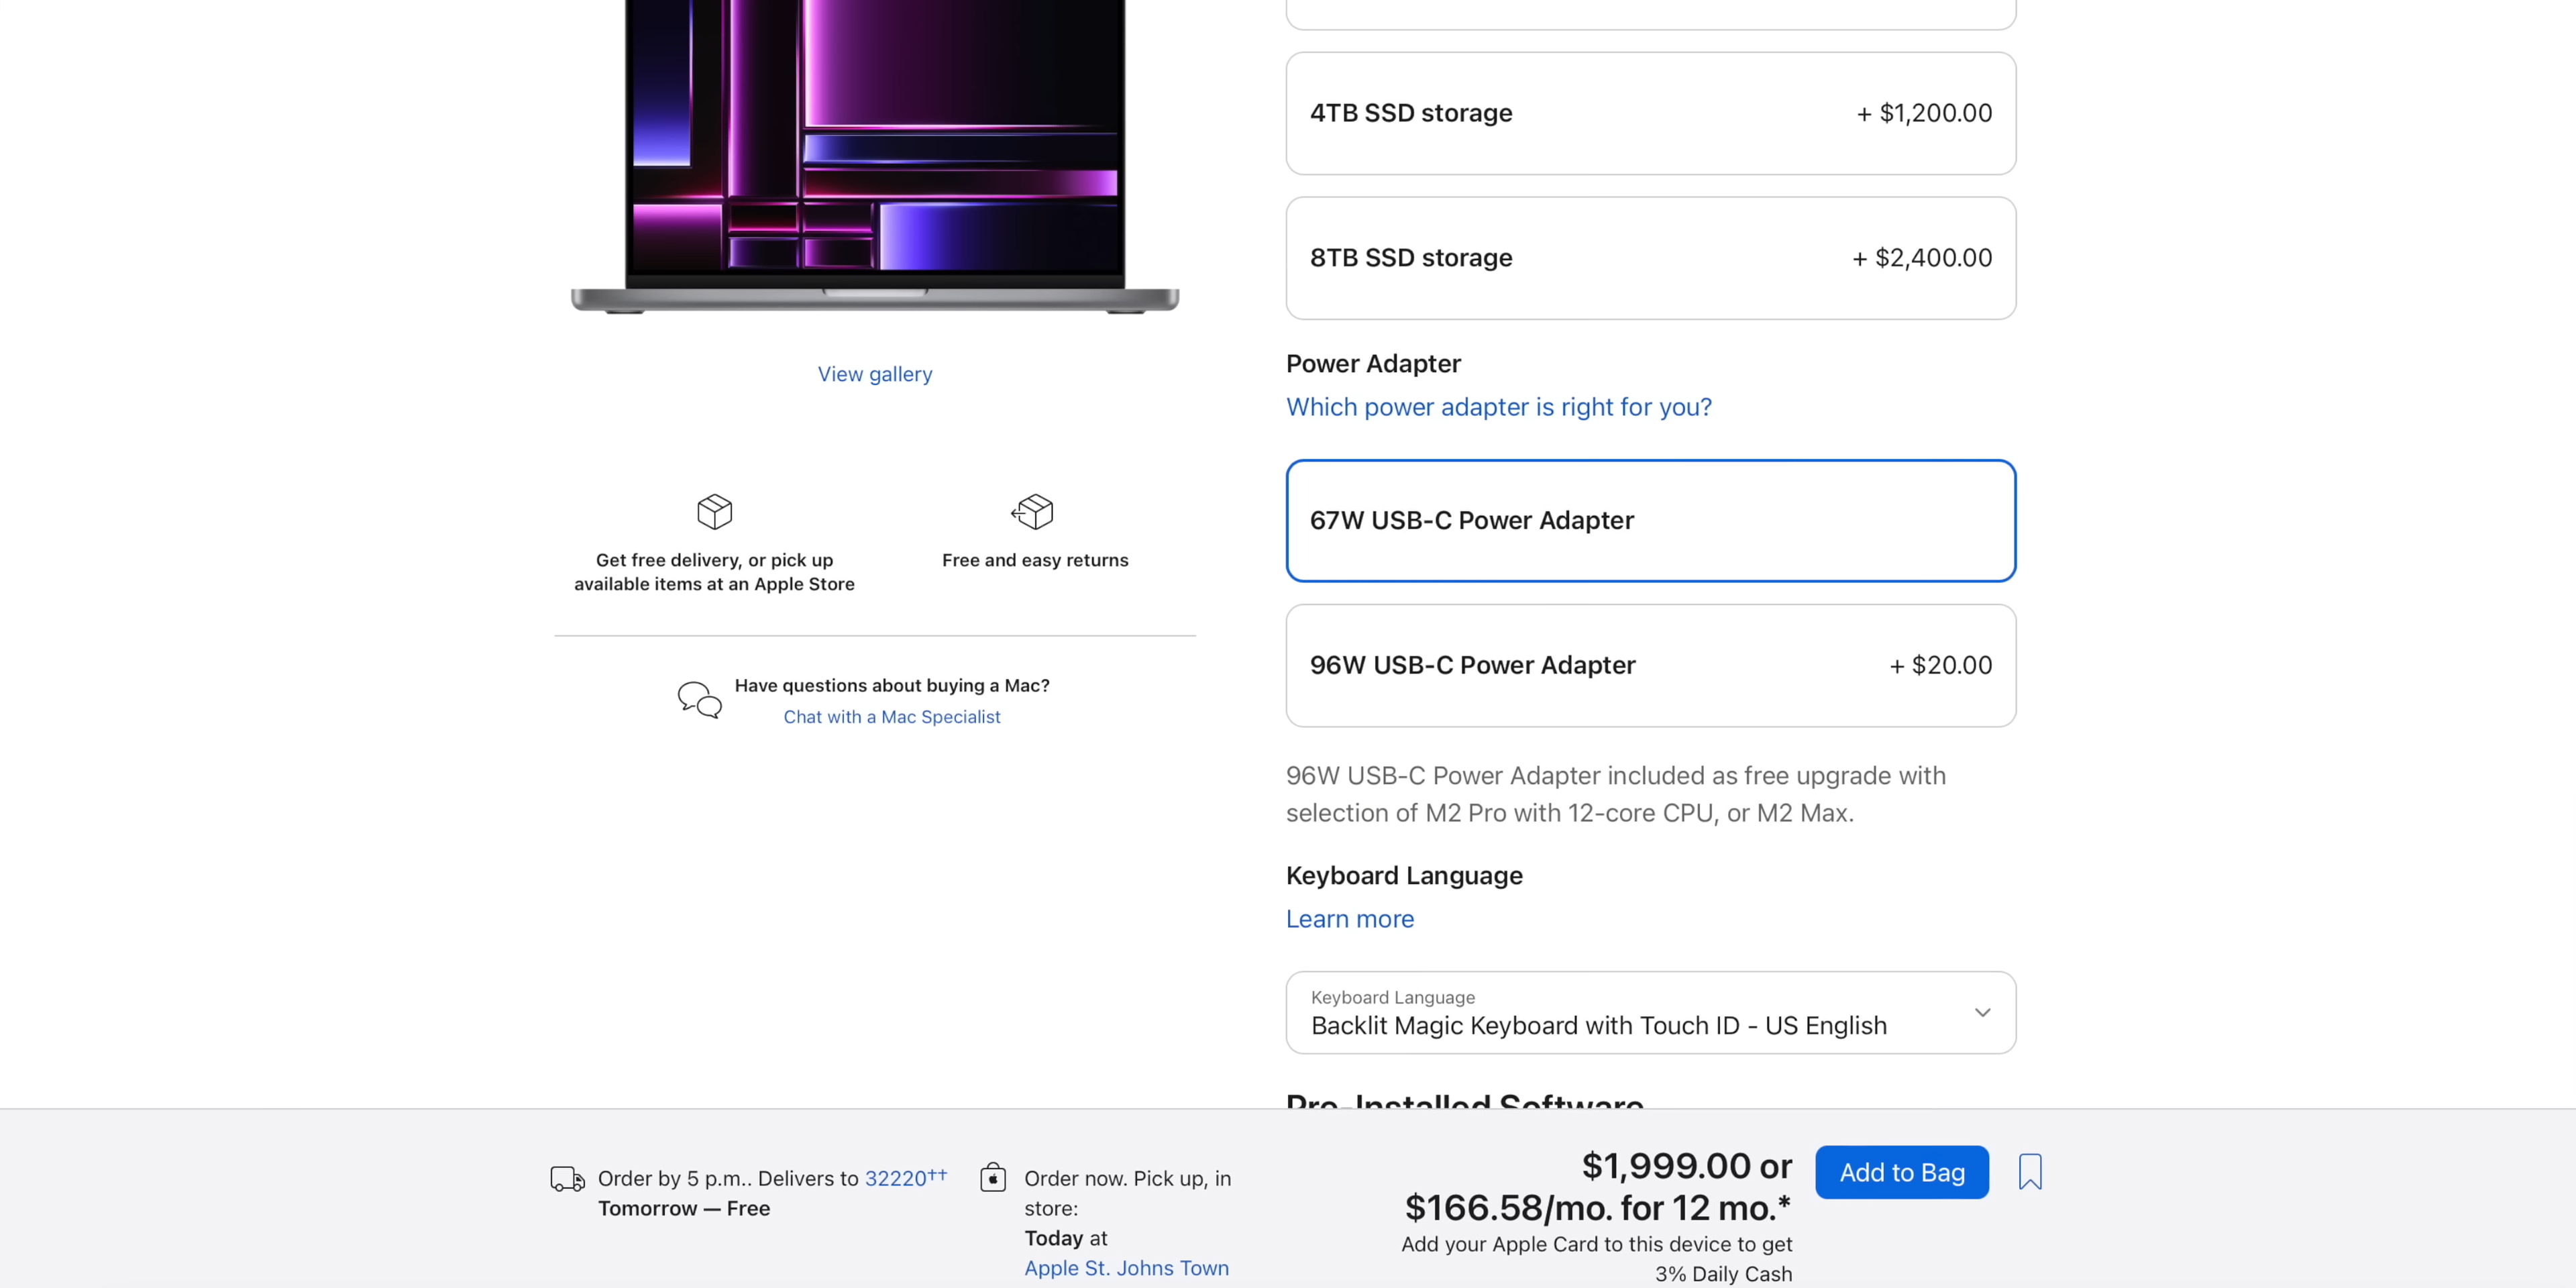 4TB SSD storage
+ $1,200.00
8TB SSD storage
+ $2,400.00
View gallery
Power Adapter
Which power adapter is right for you?
67W USB-C Power Adapter
96W USB-C Power Adapter
+ $20.00
96W USB-C Power Adapter included as free upgrade with
selection of M2 Pro with 12-core CPU, or M2 Max.
Get free delivery, or pick up
available items at an Apple Store
Free and easy returns
Have questions about buying a Mac?
Chat with a Mac Specialist
Keyboard Language
Learn more
Keyboard Language
Backlit Magic Keyboard with Touch ID - US English
Pre-Installed Software
Order by 5 p.m.. Delivers to 32220††
Tomorrow — Free
Order now. Pick up, in
store:
Today at
Apple St. Johns Town
$1,999.00 or
$166.58/mo. for 12 mo.*
Add your Apple Card to this device to get
3% Daily Cash
Add to Bag